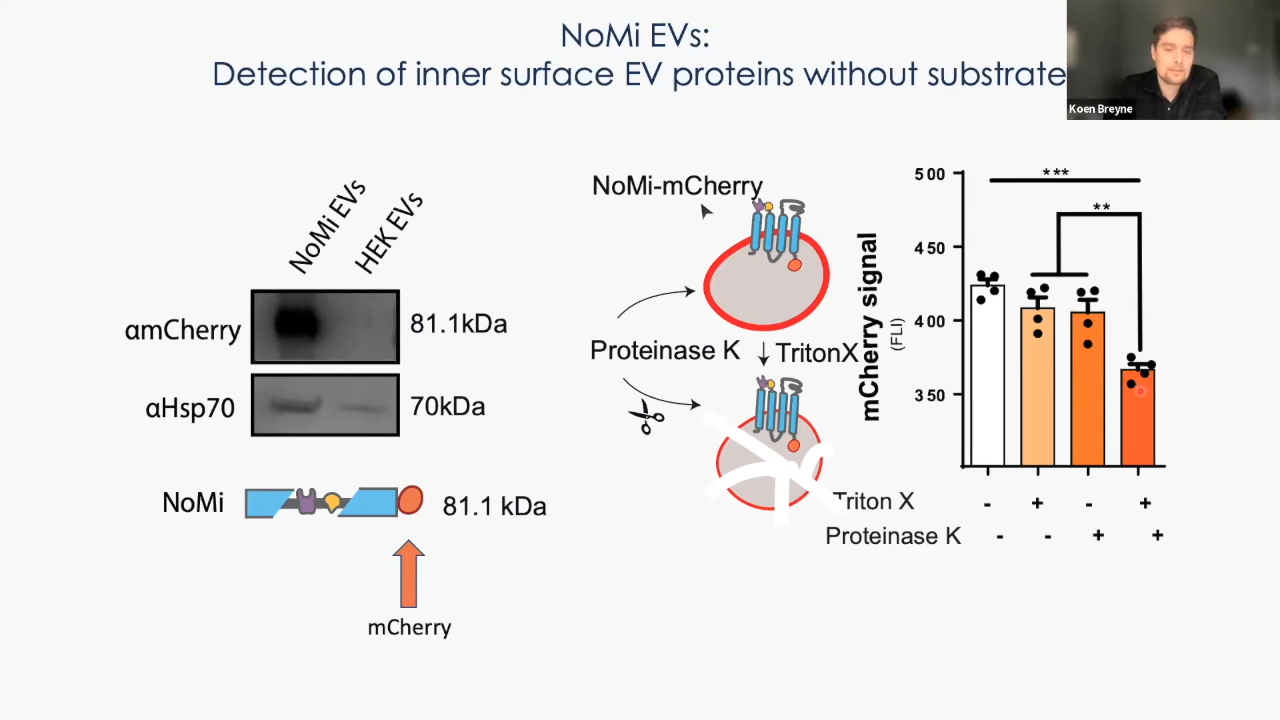 NoMi EVs:
Detection of inner surface EV proteins without substrate
Koen Breyne
NoMi EVs
HEK EVs
αmCherry
81.1kDa
αHsp70
70kDa
NoMi
81.1 kDa
mCherry
NoMi-mCherry
Proteinase K
TritonX
mCherry signal
(FLI)
500
450
400
350
***
**
Triton X - + - +
Proteinase K - - + +